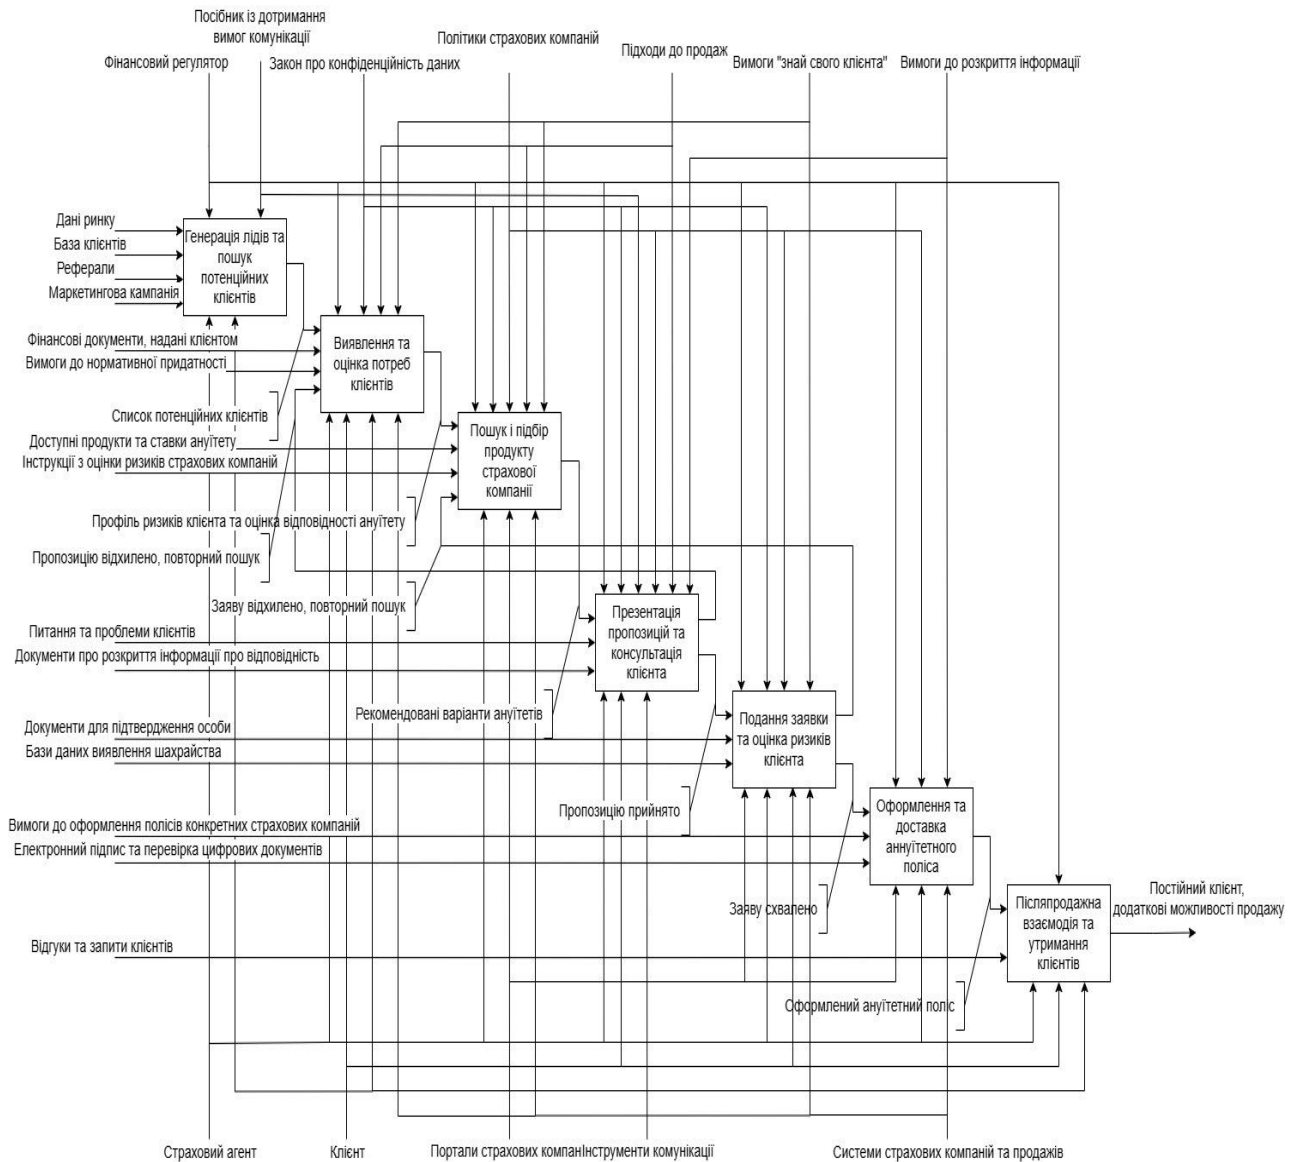 Посібник із дотримання
вимог комунікації
Політики страхових компаній
Підходи до продаж
Фінансовий регулятор
Закон про конфіденційність даних
Вимоги "знай свого клієнта"
Вимоги до розкриття інформації
Дані ринку
База клієнтів
Реферали
Маркетингова кампанія
Генерація лідів та
пошук
потенційних
клієнтів
Фінансові документи, надані клієнтом
Вимоги до нормативної придатності
Виявлення та
оцінка потреб
клієнтів
Список потенційних клієнтів
Доступні продукти та ставки ануїтету
Інструкції з оцінки ризиків страхових компаній
Пошук і підбір
продукту
страхової
компанії
Профіль ризиків клієнта та оцінка відповідності ануїтету
Пропозицію відхилено, повторний пошук
Заяву відхилено, повторний пошук
Питання та проблеми клієнтів
Документи про розкриття інформації про відповідність
Презентація
пропозицій та
консультація
клієнта
Рекомендовані варіанти ануїтетів
Документи для підтвердження особи
Бази даних виявлення шахрайства
Подання заявки
та оцінка ризиків
клієнта
Пропозицію прийнято
Вимоги до оформлення полісів конкретних страхових компаній
Електронний підпис та перевірка цифрових документів
Оформлення та
доставка
аннуїтетного
поліса
Заяву схвалено
Відгуки та запити клієнтів
Післяпродажна
взаємодія та
утримання
клієнтів
Постійний клієнт,
додаткові можливості продажу
Оформлений ануїтетний поліс
Страховий агент
Клієнт
Портали страхових компан
Інструменти комунікації
Системи страхових компаній та продажів